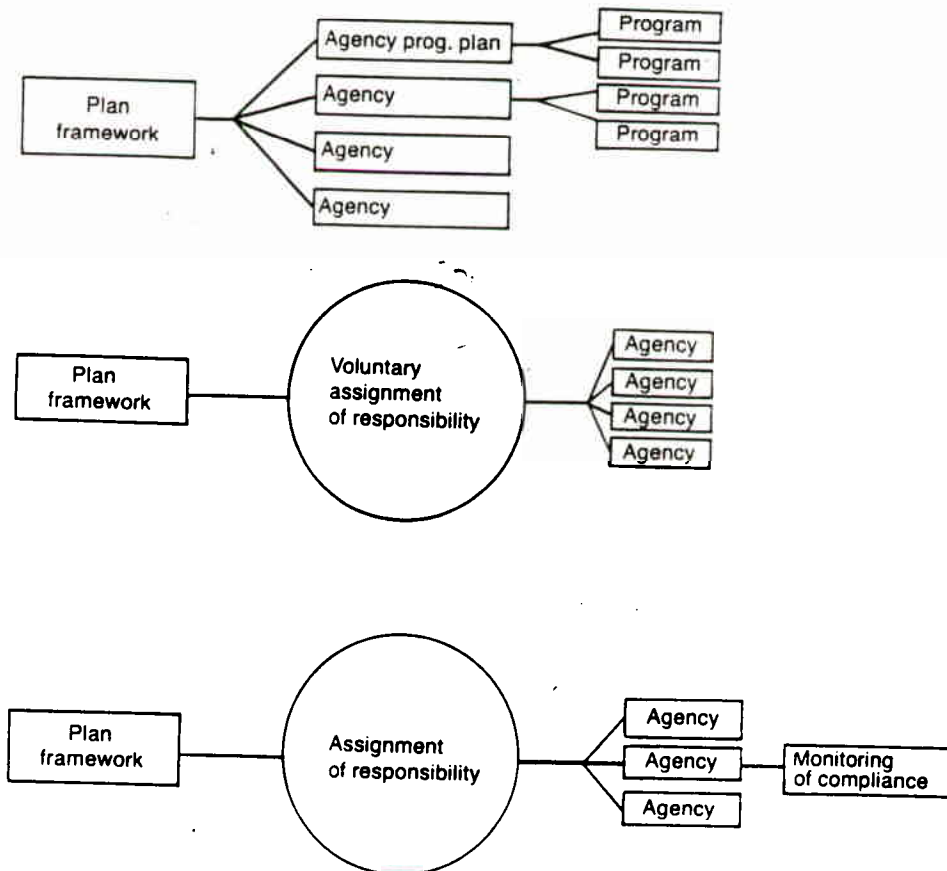 Plan
framework
Agency prog. plan
Agency
Agency
Agency
Program
Program
Program
Program
Plan
framework
Voluntary
assignment
of responsibility
Agency
Agency
Agency
Agency
Plan
framework
Assignment
of responsibility
Agency
Agency
Agency
Monitoring
of compliance